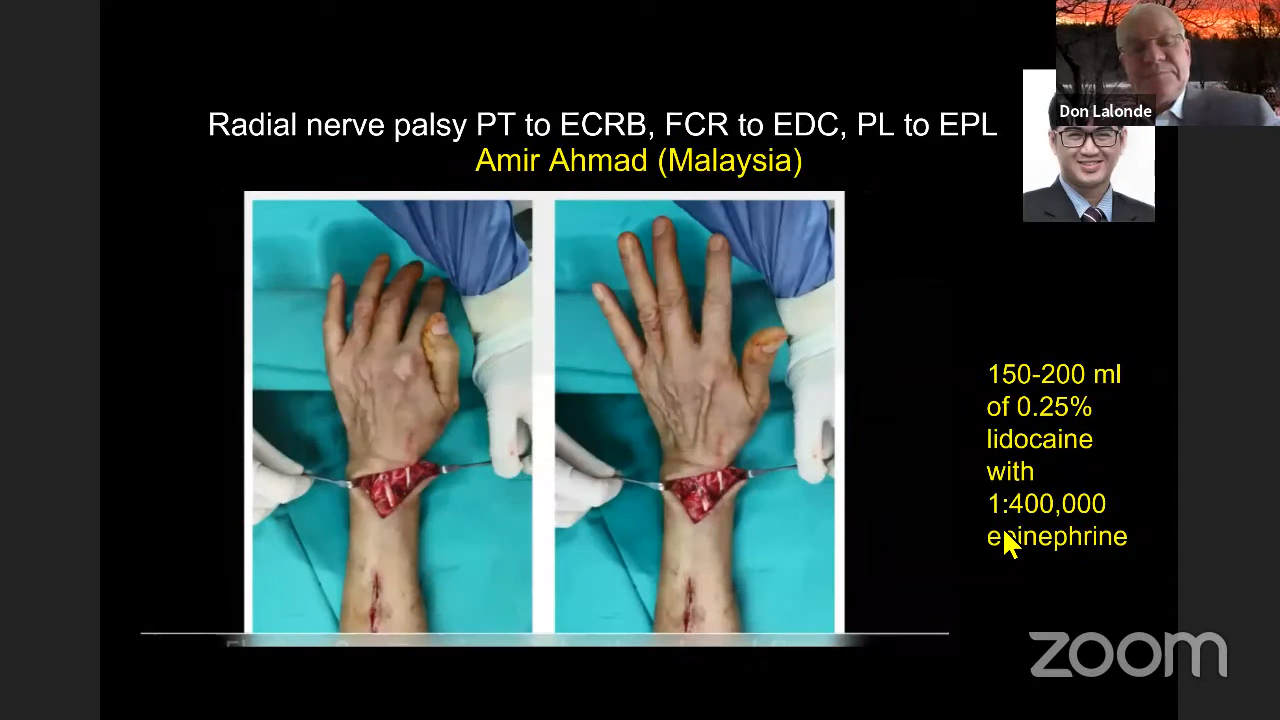 Radial nerve palsy PT to ECRB, FCR to EDC, PL to EPL
Amir Ahmad (Malaysia)
Don Lalonde
150-200 ml
of 0.25%
lidocaine
with
1:400,000
epinephrine
zoom